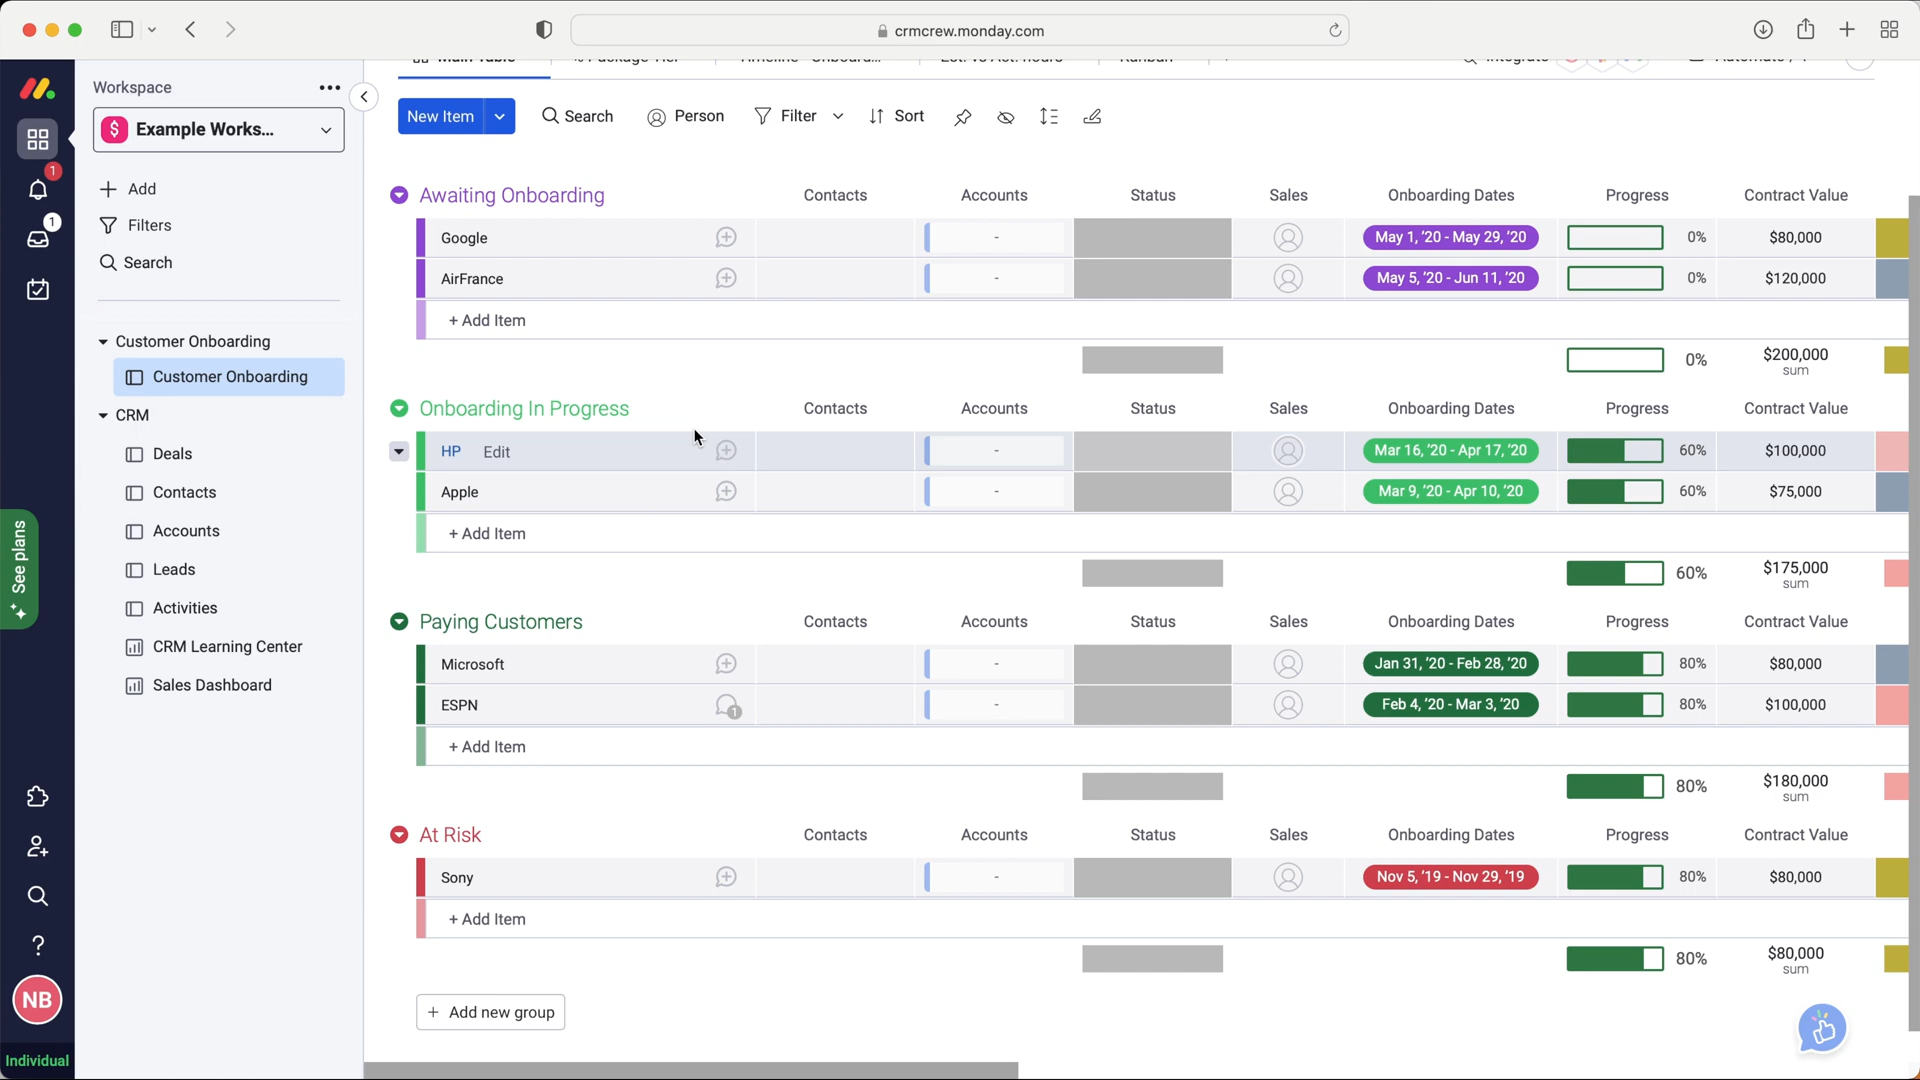 crmcrew.monday.com
Main Table
Package Tier
Kanban
Integrate
Workspace
Example Works...
New Item
Search
Person
Filter
Sort
1
1
Add
Filters
Search
Customer Onboarding
Customer Onboarding
CRM
Deals
Contacts
Accounts
Leads
Activities
CRM Learning Center
Sales Dashboard
See plans
NB
Individual
Awaiting Onboarding Contacts Accounts Status Sales Onboarding Dates Progress Contract Value
Google - May 1, '20 - May 29, '20 0% $80,000
AirFrance - May 5, '20 - Jun 11, '20 0% $120,000
+ Add Item
0% $200,000
sum
Onboarding In Progress Contacts Accounts Status Sales Onboarding Dates Progress Contract Value
HP Edit - Mar 16, '20 - Apr 17, '20 60% $100,000
Apple - Mar 9, '20 - Apr 10, '20 60% $75,000
+ Add Item
60% $175,000
sum
Paying Customers Contacts Accounts Status Sales Onboarding Dates Progress Contract Value
Microsoft - Jan 31, '20 - Feb 28, '20 80% $80,000
ESPN 1 - Feb 4, '20 - Mar 3, '20 80% $100,000
+ Add Item
80% $180,000
sum
At Risk Contacts Accounts Status Sales Onboarding Dates Progress Contract Value
Sony - Nov 5, '19 - Nov 29, '19 80% $80,000
+ Add Item
80% $80,000
sum
+ Add new group